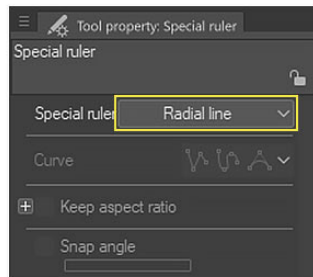 Tool property: Special ruler
Special ruler
Special ruler Radial line
Curve
Keep aspect ratio
Snap angle